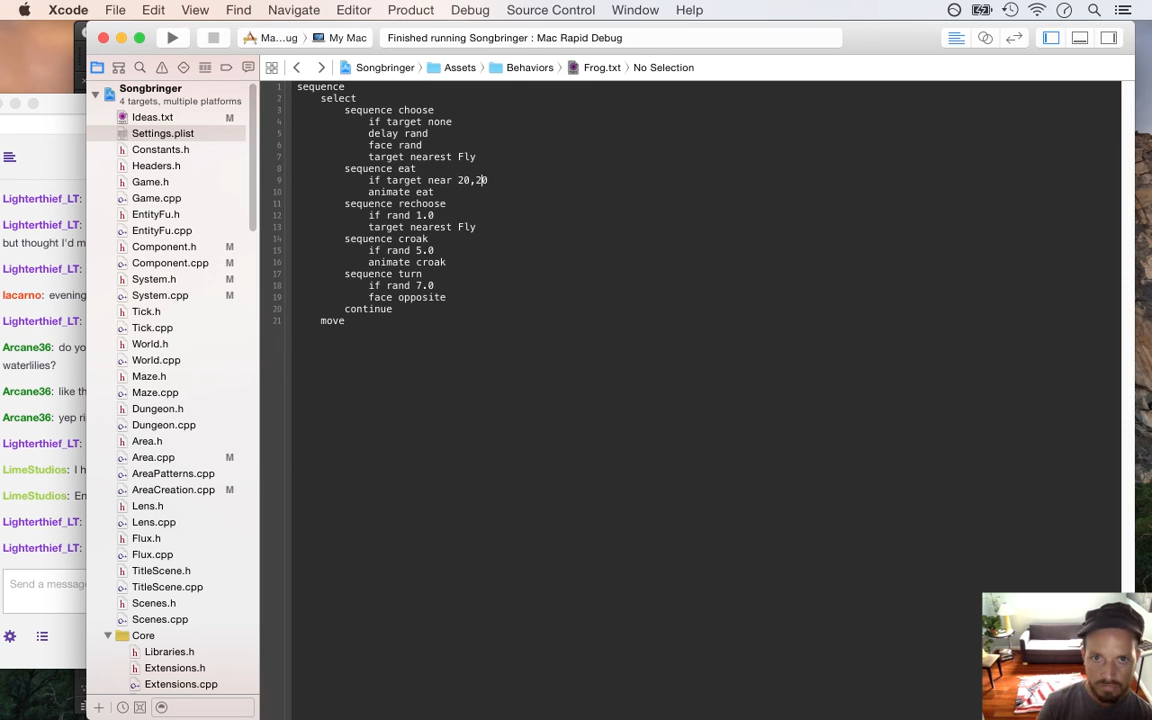 Xcode File Edit View Find Navigate Editor Product Debug Source Control Window Help
Ma...ug My Mac Finished running Songbringer : Mac Rapid Debug
Songbringer Assets Behaviors Frog.txt No Selection
Songbringer
4 targets, multiple platforms
Ideas.txt M
Settings.plist
Constants.h
Headers.h
Game.h
Game.cpp
EntityFu.h
EntityFu.cpp
Component.h M
Component.cpp M
System.h M
System.cpp M
Tick.h
Tick.cpp
World.h
World.cpp
Maze.h
Maze.cpp
Dungeon.h
Dungeon.cpp
Area.h
Area.cpp M
AreaPatterns.cpp
AreaCreation.cpp M
Lens.h
Lens.cpp
Flux.h
Flux.cpp
TitleScene.h
TitleScene.cpp
Scenes.h
Scenes.cpp
Core
Libraries.h
Extensions.h
Extensions.cpp
1 sequence
2 select
3 sequence choose
4 if target none
5 delay rand
6 face rand
7 target nearest Fly
8 sequence eat
9 if target near 20,20
10 animate eat
11 sequence rechoose
12 if rand 1.0
13 target nearest Fly
14 sequence croak
15 if rand 5.0
16 animate croak
17 sequence turn
18 if rand 7.0
19 face opposite
20 continue
21 move
Lighterthief_LT:
Lighterthief_LT:
but thought I'd m
Lighterthief_LT:
lacarno: evening
Lighterthief_LT:
Arcane36: do yo
waterlilies?
Arcane36: like th
Arcane36: yep ri
Lighterthief_LT:
LimeStudios: I h
LimeStudios: En
Lighterthief_LT:
Lighterthief_LT:
Send a message